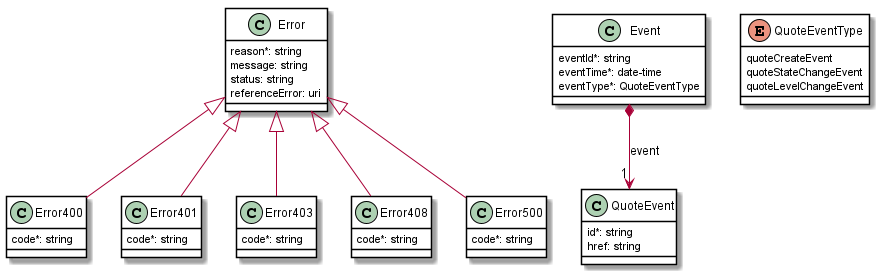 C Error
reason*: string
message: string
status: string
referenceError: uri
C Event
eventId*: string
eventTime*: date-time
eventType*: QuoteEventType
E QuoteEventType
quoteCreateEvent
quoteStateChangeEvent
quoteLevelChangeEvent
event
1
C Error400
code*: string
C Error401
code*: string
C Error403
code*: string
C Error408
code*: string
C Error500
code*: string
C QuoteEvent
id*: string
href: string